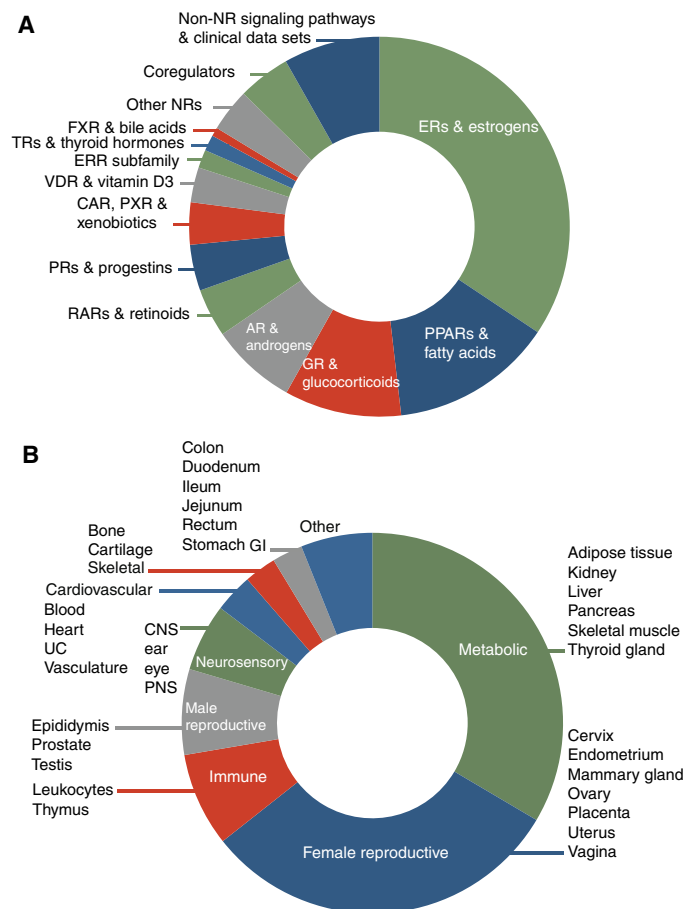 A
Non-NR signaling pathways
& clinical data sets
Coregulators
Other NRs
FXR & bile acids
TRs & thyroid hormones
ERR subfamily
VDR & vitamin D3
CAR, PXR &
xenobiotics
PRs & progestins
RARs & retinoids
AR &
androgens
GR &
glucocorticoids
PPARs &
fatty acids
ERs & estrogens
B
Colon
Duodenum
Ileum
Jejunum
Rectum
Stomach GI
Other
Bone
Cartilage
Skeletal
Cardiovascular
Blood
Heart
UC
Vasculature
CNS
ear
eye
PNS
Neurosensory
Male
reproductive
Epididymis
Prostate
Testis
Immune
Leukocytes
Thymus
Metabolic
Adipose tissue
Kidney
Liver
Pancreas
Skeletal muscle
Thyroid gland
Female reproductive
Cervix
Endometrium
Mammary gland
Ovary
Placenta
Uterus
Vagina